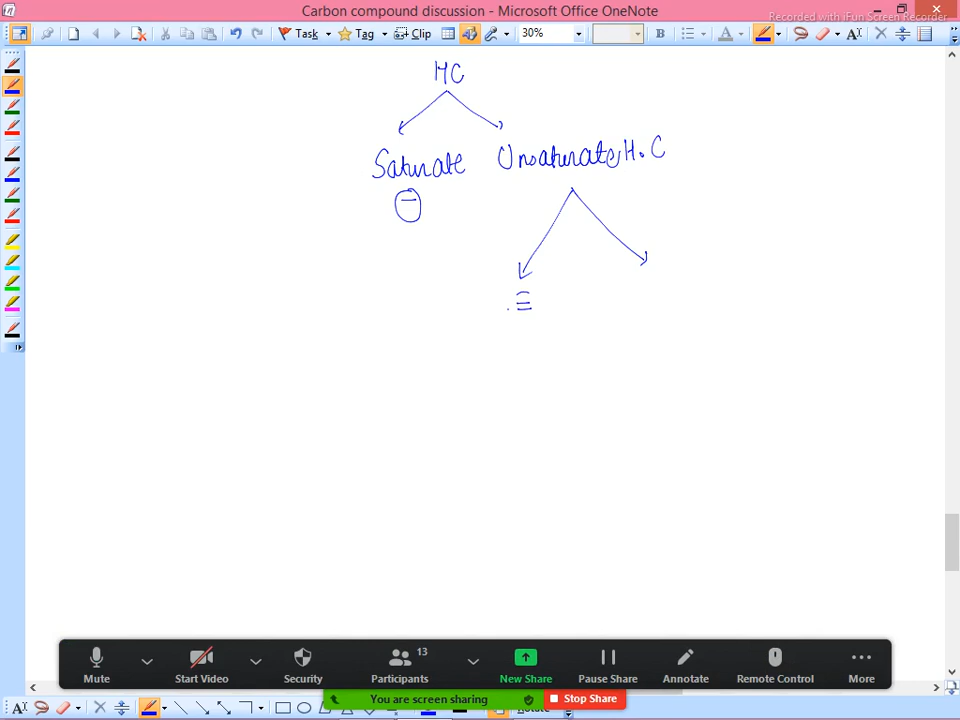 Carbon compound discussion - Microsoft Office OneNote
Recorded with iFun Screen Recorder
Task Tag Clip 30% B A
HC
Saturate Unsaturate H.C
You are screen sharing Stop Share
Mute Start Video Security Participants 13 New Share Pause Share Annotate Remote Control More